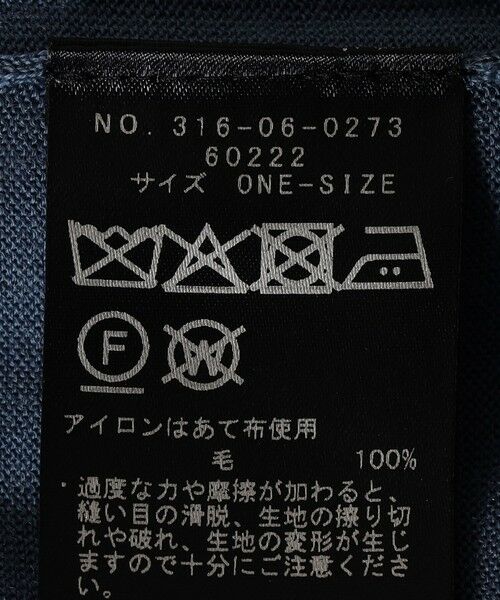 NO. 316-06-0273
60222
サイズ ONE-SIZE
F
W
アイロンはあて布使用
毛 100%
・過度な力や摩擦が加わると、
縫い目の滑脱、生地の擦り切
れや破れ、生地の変形が生じ
ますので十分にご注意くださ
い。